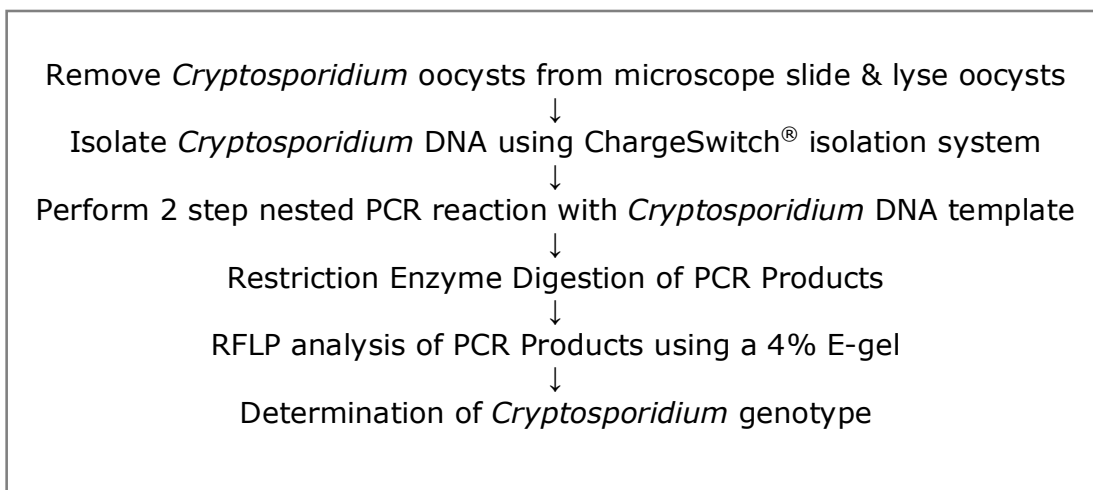 Remove Cryptosporidium oocysts from microscope slide & lyse oocysts
↓
Isolate Cryptosporidium DNA using ChargeSwitch® isolation system
↓
Perform 2 step nested PCR reaction with Cryptosporidium DNA template
↓
Restriction Enzyme Digestion of PCR Products
↓
RFLP analysis of PCR Products using a 4% E-gel
↓
Determination of Cryptosporidium genotype